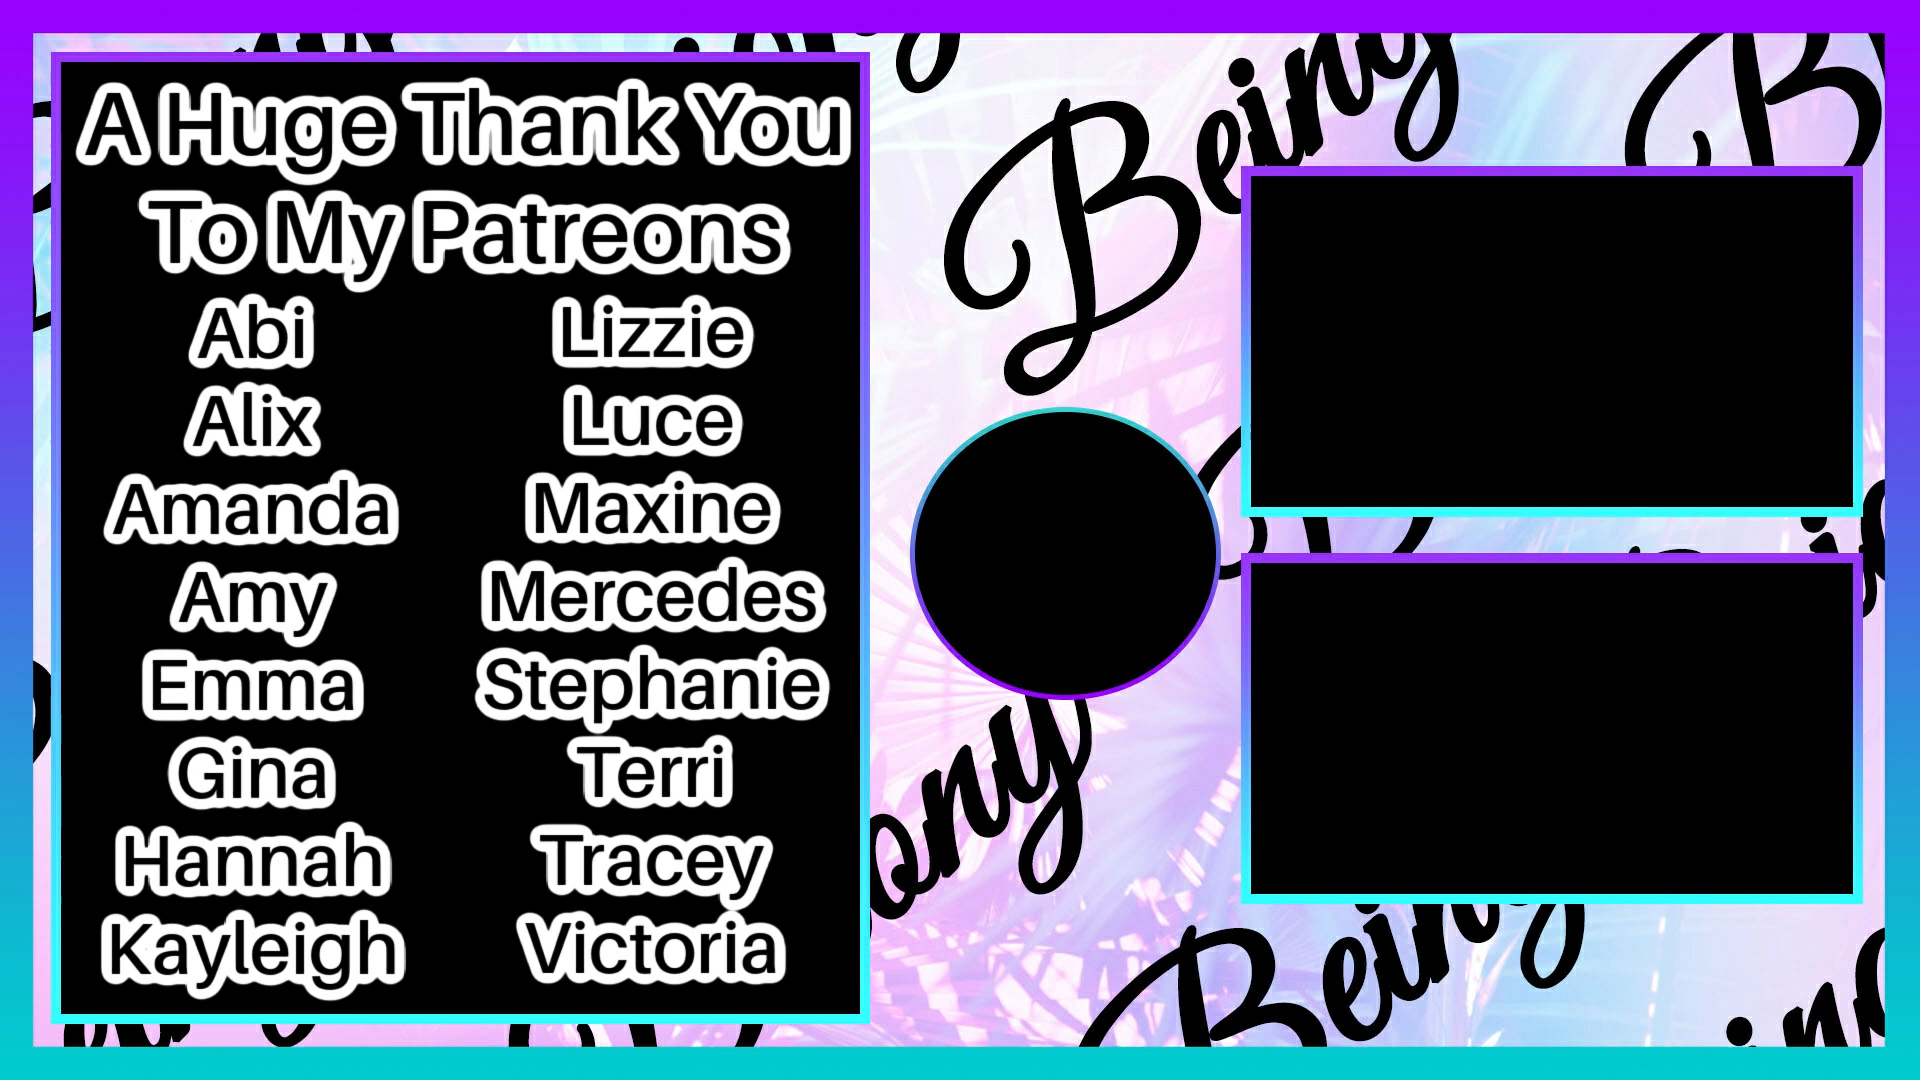 A Huge Thank You
To My Patreons
Abi
Alix
Amanda
Amy
Emma
Gina
Hannah
Kayleigh
Lizzie
Luce
Maxine
Mercedes
Stephanie
Terri
Tracey
Victoria
Being
Being